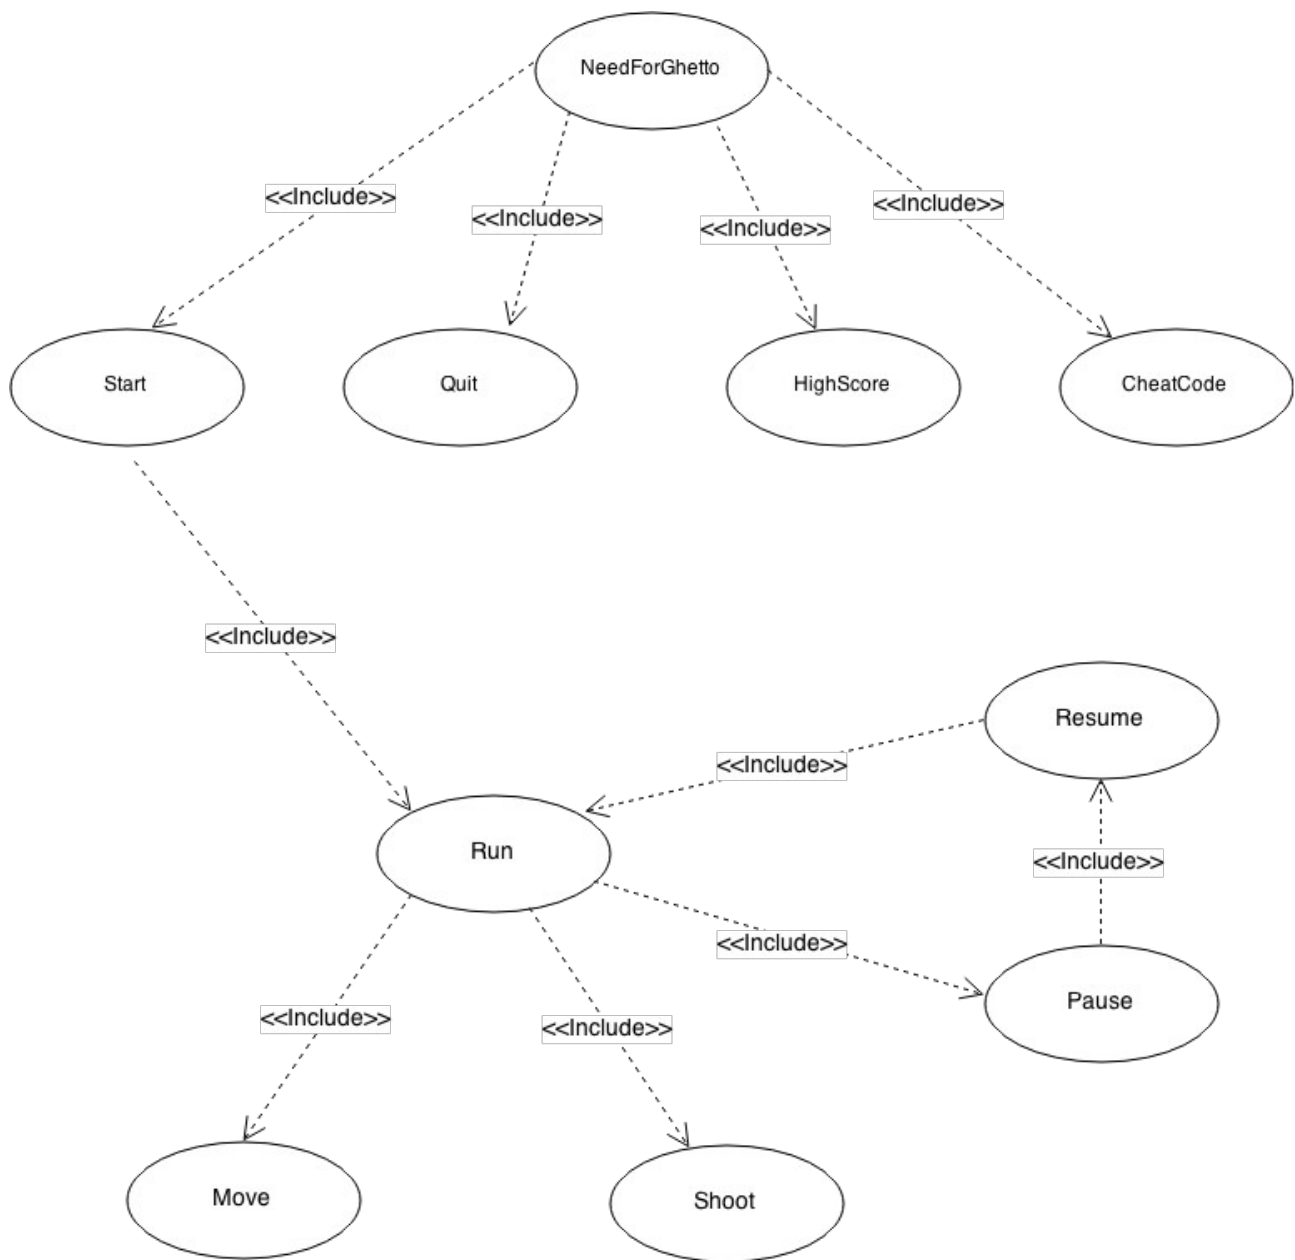 NeedForGhetto
<<Include>>
<<Include>>
<<Include>>
<<Include>>
Start
Quit
HighScore
CheatCode
<<Include>>
Resume
<<Include>>
Run
<<Include>>
<<Include>>
Pause
<<Include>>
<<Include>>
Move
Shoot